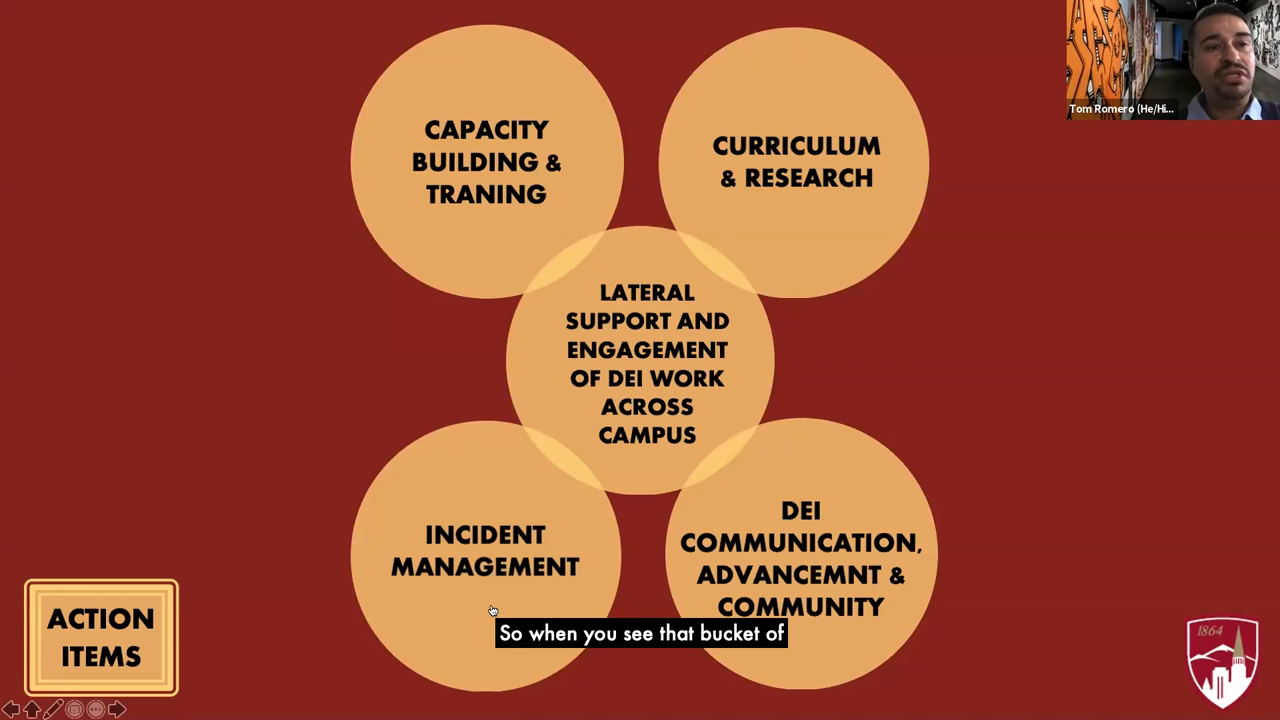 CAPACITY
BUILDING &
TRANING
CURRICULUM
& RESEARCH
LATERAL
SUPPORT AND
ENGAGEMENT
OF DEI WORK
ACROSS
CAMPUS
INCIDENT
MANAGEMENT
DEI
COMMUNICATION,
ADVANCEMNT &
COMMUNITY
So when you see that bucket of
ACTION
ITEMS
1864
Tom Romero (He/Hi...